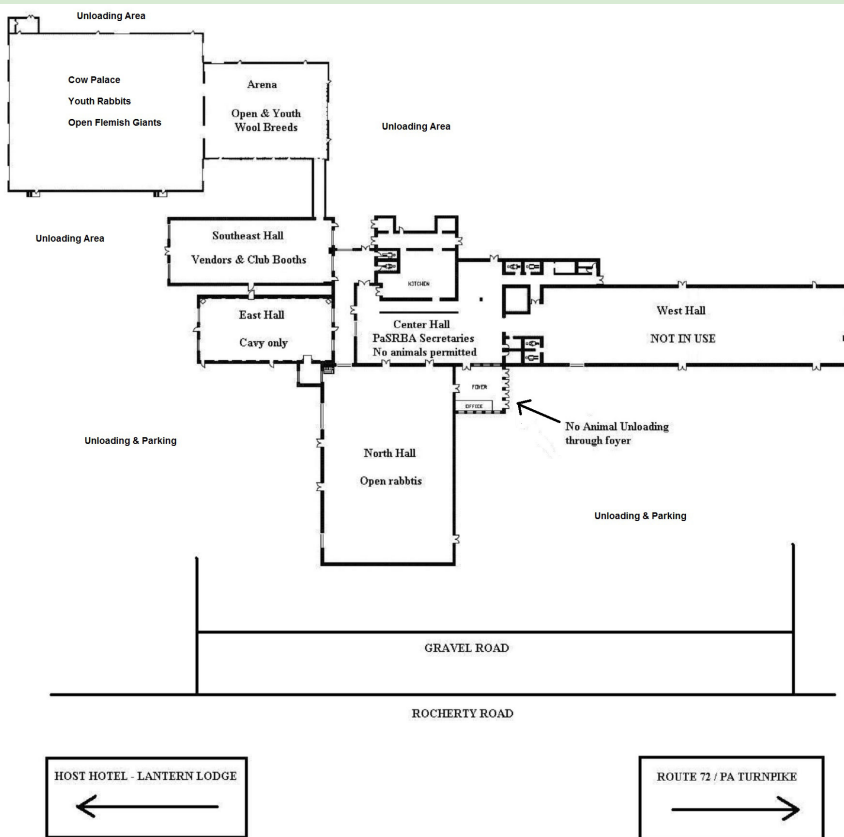 Unloading Area
Cow Palace
Youth Rabbits
Open Flemish Giants
Arena
Open & Youth
Wool Breeds
Unloading Area
Unloading Area
Southeast Hall
Vendors & Club Booths
KITCHEN
East Hall
Cavy only
Center Hall
PaSRBA Secretaries
No animals permitted
West Hall
NOT IN USE
FOYER
OFFICE
No Animal Unloading
through foyer
Unloading & Parking
North Hall
Open rabbtis
Unloading & Parking
GRAVEL ROAD
ROCHERTY ROAD
HOST HOTEL - LANTERN LODGE
ROUTE 72 / PA TURNPIKE